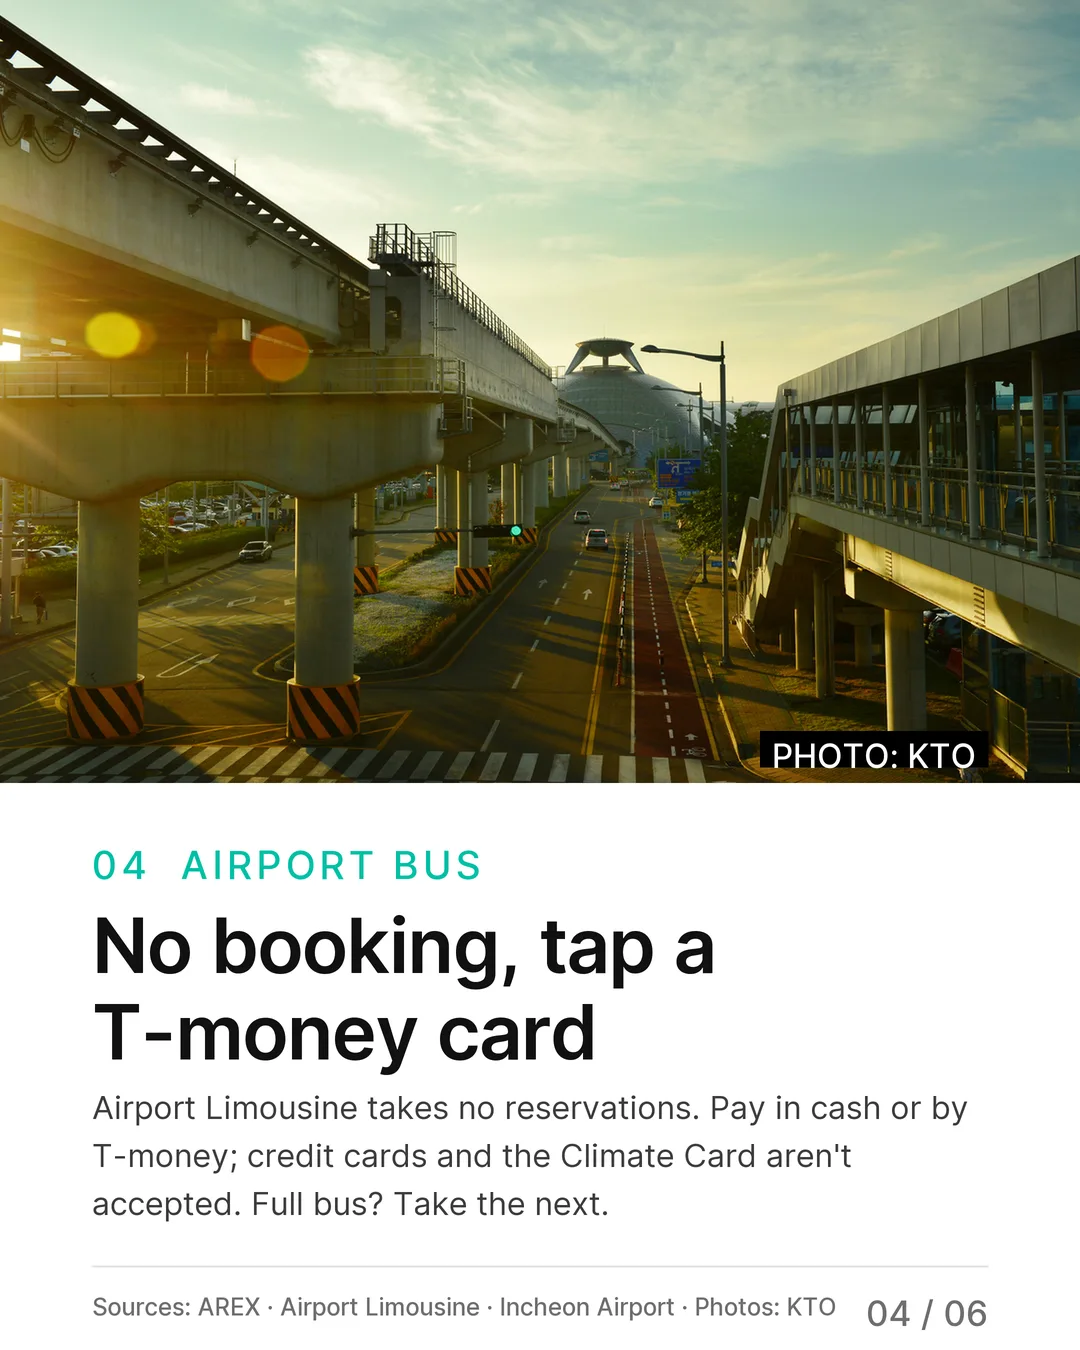 PHOTO: KTO
04 AIRPORT BUS
No booking, tap a
T-money card
Airport Limousine takes no reservations. Pay in cash or by
T-money; credit cards and the Climate Card aren't
accepted. Full bus? Take the next.
Sources: AREX · Airport Limousine · Incheon Airport · Photos: KTO
04 / 06